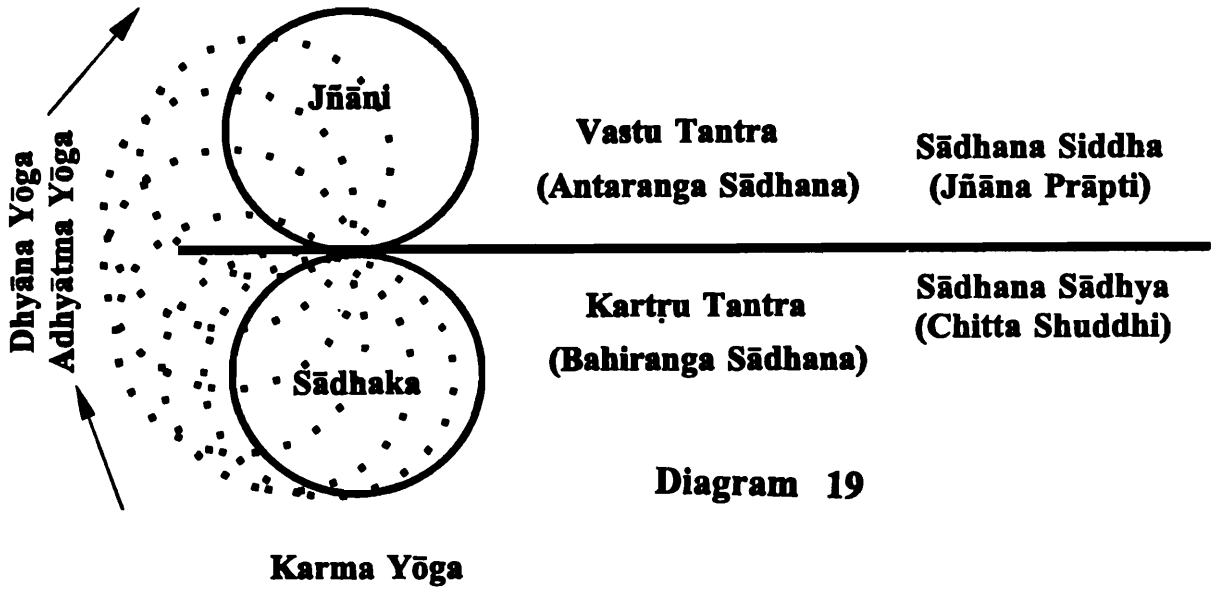 Jñāni
Vastu Tantra
(Antaranga Sādhana)
Sādhana Siddha
(Jñāna Prāpti)
Dhyāna Yōga
Adhyātma Yōga
Sādhaka
Kartṛu Tantra
(Bahiranga Sādhana)
Sādhana Sādhya
(Chitta Shuddhi)
Diagram 19
Karma Yōga